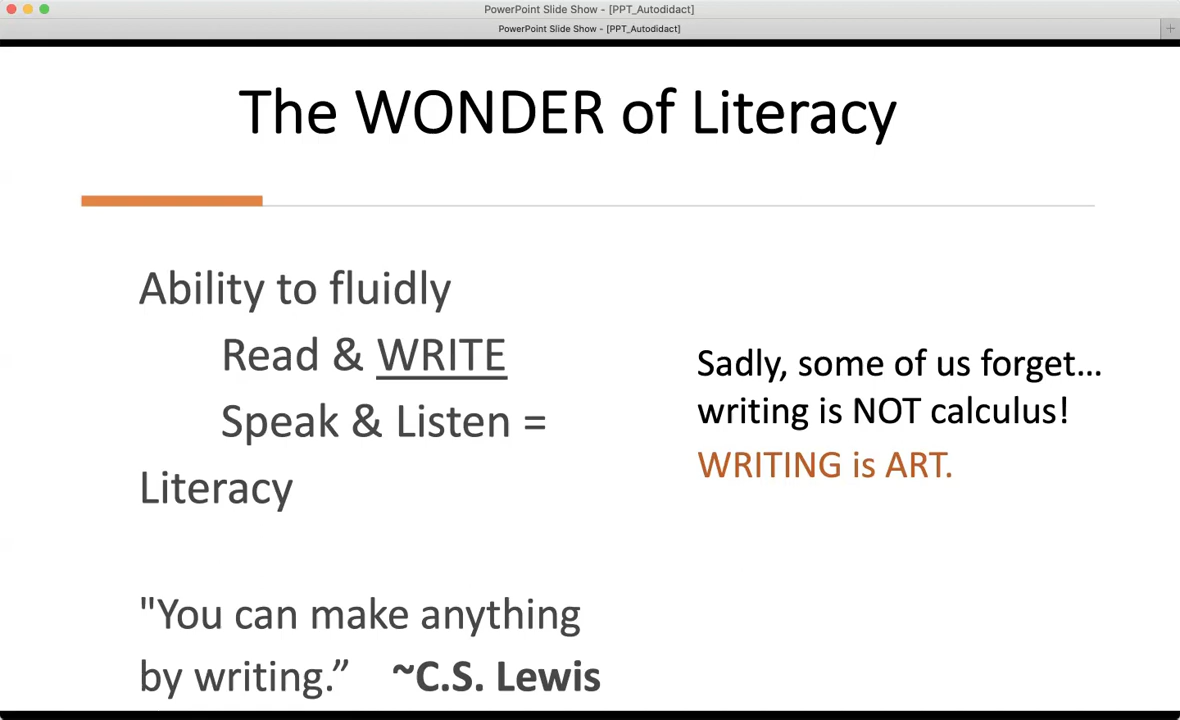 PowerPoint Slide Show - [PPT_Autodidact]
PowerPoint Slide Show - [PPT_Autodidact]
The WONDER of Literacy
Ability to fluidly
Read & WRITE
Speak & Listen =
Literacy
Sadly, some of us forget...
writing is NOT calculus!
WRITING is ART.
"You can make anything
by writing.” ~C.S. Lewis